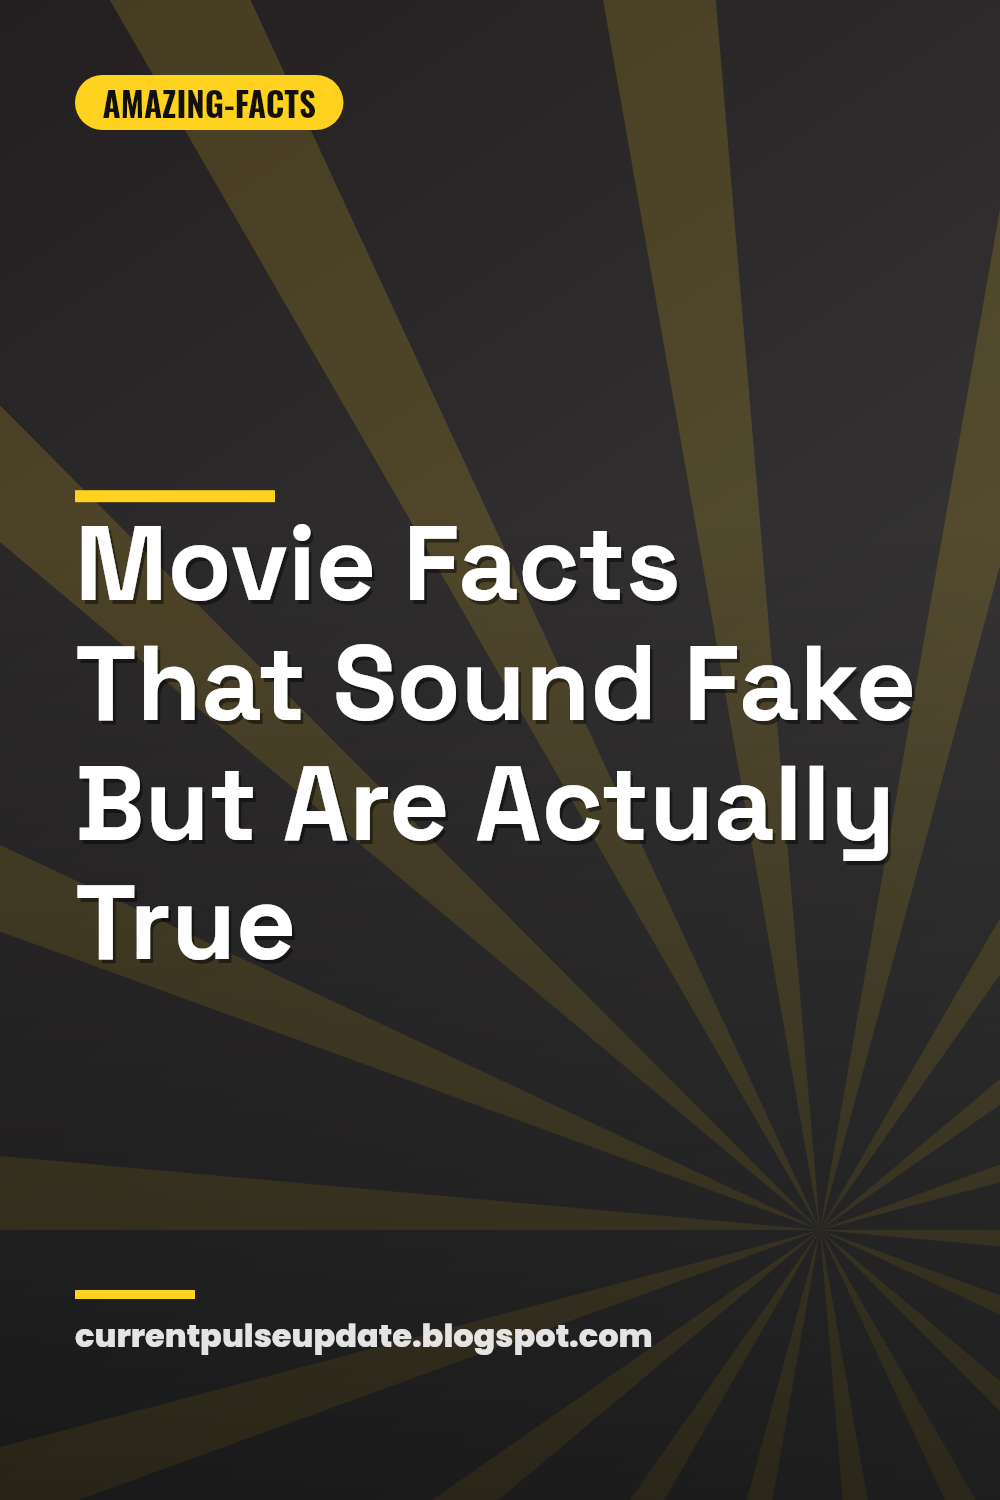 AMAZING-FACTS
Movie Facts
That Sound Fake
But Are Actually
True
currentpulseupdate.blogspot.com